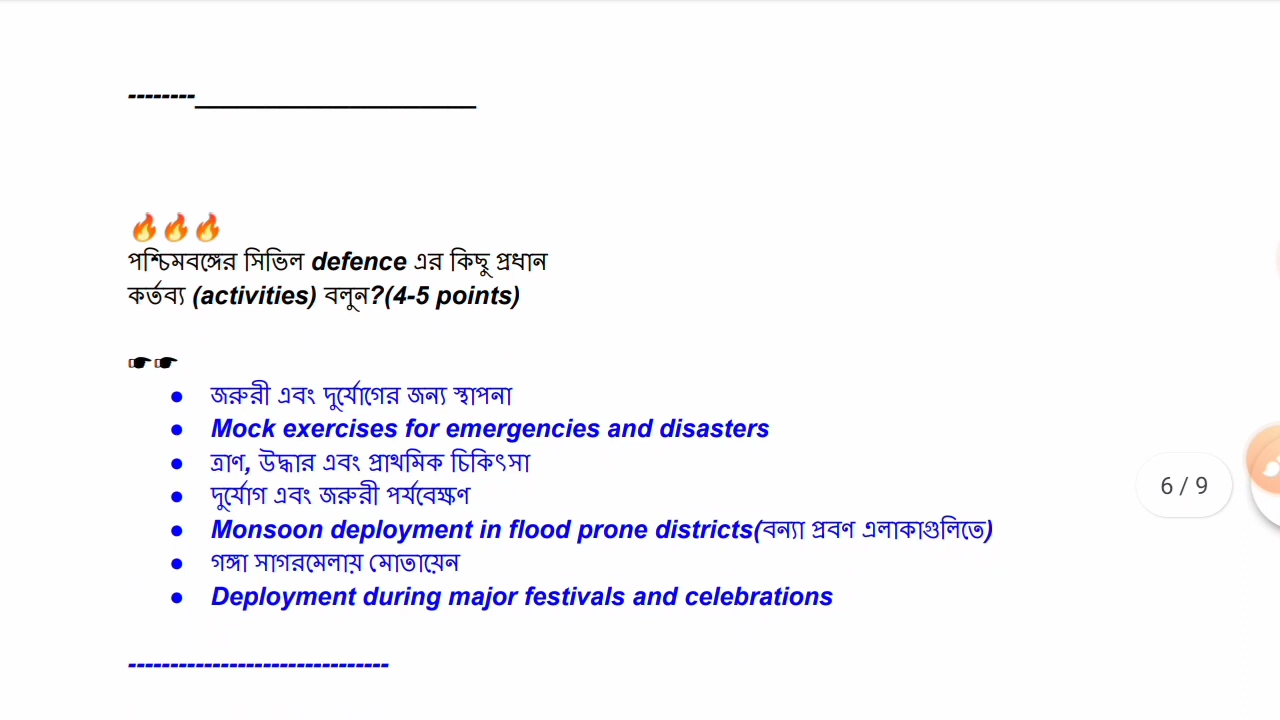 --------____________________
🔥🔥🔥
পশ্চিমবঙ্গের সিভিল defence এর কিছু প্রধান
কর্তব্য (activities) বলুন?(4-5 points)
☛☛
● জরুরী এবং দুর্যোগের জন্য স্থাপনা
● Mock exercises for emergencies and disasters
● ত্রাণ, উদ্ধার এবং প্রাথমিক চিকিৎসা
● দুর্যোগ এবং জরুরী পর্যবেক্ষণ
● Monsoon deployment in flood prone districts(বন্যা প্রবণ এলাকাগুলিতে)
● গঙ্গা সাগরমেলায় মোতায়েন
● Deployment during major festivals and celebrations
-------------------------------
6 / 9